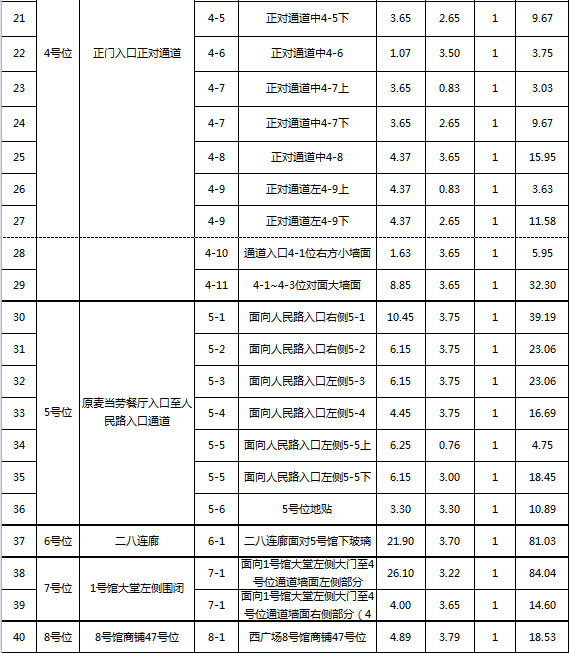 21 4-5 正对通道中4-5下 3.65 2.65 1 9.67
22 4号位 正门入口正对通道 4-6 正对通道中4-6 1.07 3.50 1 3.75
23 4-7 正对通道中4-7上 3.65 0.83 1 3.03
24 4-7 正对通道中4-7下 3.65 2.65 1 9.67
25 4-8 正对通道中4-8 4.37 3.65 1 15.95
26 4-9 正对通道左4-9上 4.37 0.83 1 3.63
27 4-9 正对通道左4-9下 4.37 2.65 1 11.58
28 4-10 通道入口4-1位右方小墙面 1.63 3.65 1 5.95
29 4-11 4-1~4-3位对面大墙面 8.85 3.65 1 32.30
30 5-1 面向人民路入口右侧5-1 10.45 3.75 1 39.19
31 5-2 面向人民路入口右侧5-2 6.15 3.75 1 23.06
32 5-3 面向人民路入口左侧5-3 6.15 3.75 1 23.06
33 5号位 原麦当劳餐厅入口至人
民路入口通道 5-4 面向人民路入口左侧5-4 4.45 3.75 1 16.69
34 5-5 面向人民路入口左侧5-5上 6.25 0.76 1 4.75
35 5-5 面向人民路入口左侧5-5下 6.15 3.00 1 18.45
36 5-6 5号位地贴 3.30 3.30 1 10.89
37 6号位 二八连廊 6-1 二八连廊面对5号馆下玻璃 21.90 3.70 1 81.03
38 7号位 1号馆大堂左侧围闭 7-1 面向1号馆大堂左侧大门至4
号位通道墙面左侧部分 26.10 3.22 1 84.04
39 7-1 面向1号馆大堂左侧大门至4
号位通道墙面右侧部分（4 4.00 3.65 1 14.60
40 8号位 8号馆商铺47号位 8-1 西广场8号馆商铺47号位 4.89 3.79 1 18.53